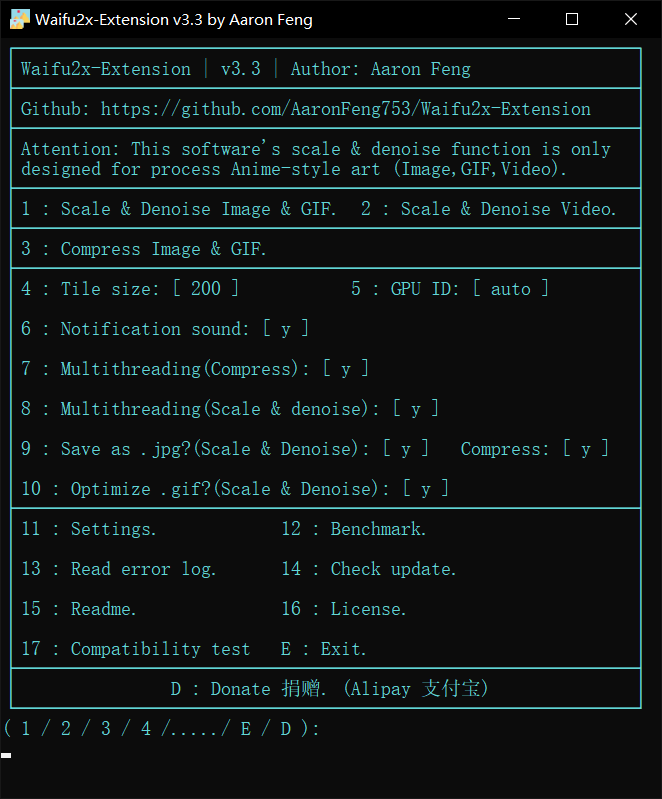 Waifu2x-Extension v3.3 by Aaron Feng
Waifu2x-Extension | v3.3 | Author: Aaron Feng
Github: https://github.com/AaronFeng753/Waifu2x-Extension
Attention: This software's scale & denoise function is only
designed for process Anime-style art (Image,GIF,Video).
1 : Scale & Denoise Image & GIF.  2 : Scale & Denoise Video.
3 : Compress Image & GIF.
4 : Tile size: [ 200 ]  5 : GPU ID: [ auto ]
6 : Notification sound: [ y ]
7 : Multithreading(Compress): [ y ]
8 : Multithreading(Scale & denoise): [ y ]
9 : Save as .jpg?(Scale & Denoise): [ y ]  Compress: [ y ]
10 : Optimize .gif?(Scale & Denoise): [ y ]
11 : Settings.  12 : Benchmark.
13 : Read error log.  14 : Check update.
15 : Readme.  16 : License.
17 : Compatibility test  E : Exit.
D : Donate 捐赠. (Alipay 支付宝)
( 1 / 2 / 3 / 4 /...../ E / D ):